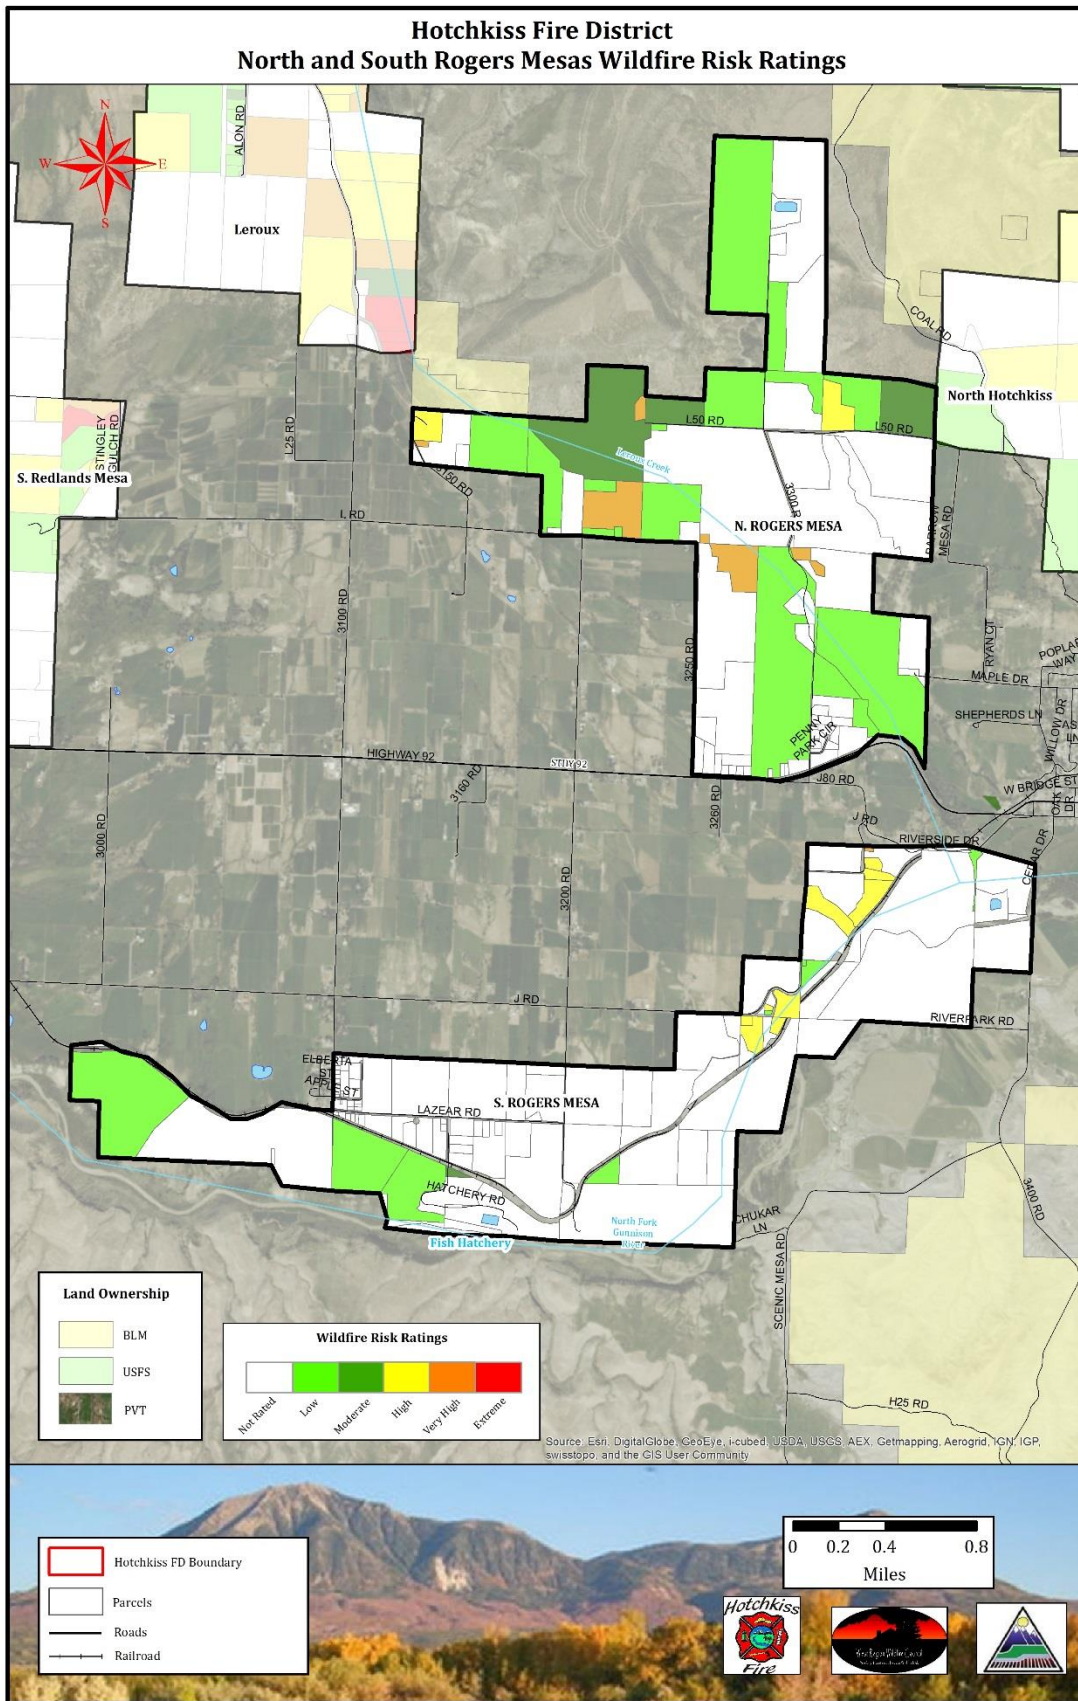 Hotchkiss Fire District
North and South Rogers Mesas Wildfire Risk Ratings
N
W
E
S
ALON RD
Leroux
COAL RD
North Hotchkiss
STINGLEY
GULCH RD
S. Redlands Mesa
L25 RD
L50 RD
L50 RD
Leroux Creek
3150 RD
3300 R
L RD
N. ROGERS MESA
BARROW
MESA RD
3100 RD
3250 RD
RYAN CT
POPLAR
WAY
MAPLE DR
SHEPHERDS LN
WILLOW DR
AS
LN
PENNY
PARK CIR
HIGHWAY 92
STHY 92
3160 RD
J80 RD
W BRIDGE ST
OAK
DR
3000 RD
3260 RD
J RD
RIVERSIDE DR
CEDAR DR
3200 RD
J RD
RIVERPARK RD
ELBERTA
ST
APPLE ST
LAZEAR RD
S. ROGERS MESA
HATCHERY RD
North Fork
Gunnison
River
Fish Hatchery
CHUKAR
LN
3400 RD
SCENIC MESA RD
H25 RD
Land Ownership
BLM
USFS
PVT
Wildfire Risk Ratings
Not Rated
Low
Moderate
High
Very High
Extreme
Source: Esri, DigitalGlobe, GeoEye, i-cubed, USDA, USGS, AEX, Getmapping, Aerogrid, IGN, IGP,
swisstopo, and the GIS User Community
Hotchkiss FD Boundary
Parcels
Roads
Railroad
0 0.2 0.4 0.8
Miles
Hotchkiss
Fire